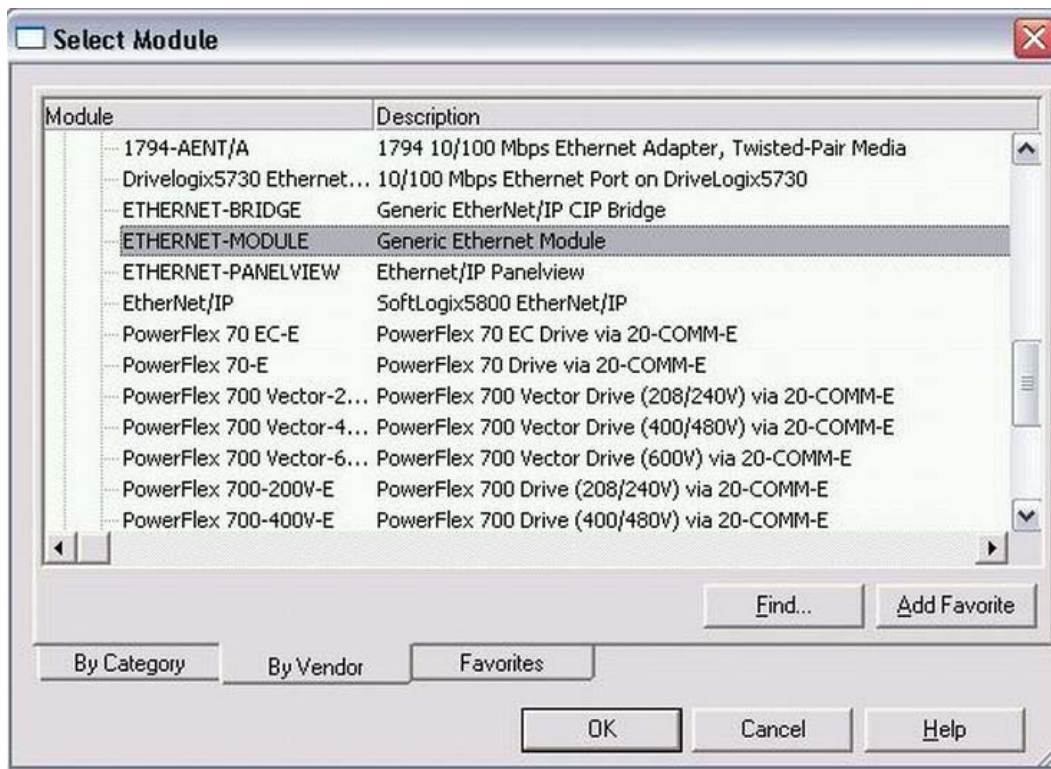 Select Module
Module Description
1794-AENT/A 1794 10/100 Mbps Ethernet Adapter, Twisted-Pair Media
Drivelogix5730 Ethernet... 10/100 Mbps Ethernet Port on DriveLogix5730
ETHERNET-BRIDGE Generic EtherNet/IP CIP Bridge
ETHERNET-MODULE Generic Ethernet Module
ETHERNET-PANELVIEW Ethernet/IP Panelview
EtherNet/IP SoftLogix5800 EtherNet/IP
PowerFlex 70 EC-E PowerFlex 70 EC Drive via 20-COMM-E
PowerFlex 70-E PowerFlex 70 Drive via 20-COMM-E
PowerFlex 700 Vector-2... PowerFlex 700 Vector Drive (208/240V) via 20-COMM-E
PowerFlex 700 Vector-4... PowerFlex 700 Vector Drive (400/480V) via 20-COMM-E
PowerFlex 700 Vector-6... PowerFlex 700 Vector Drive (600V) via 20-COMM-E
PowerFlex 700-200V-E PowerFlex 700 Drive (208/240V) via 20-COMM-E
PowerFlex 700-400V-E PowerFlex 700 Drive (400/480V) via 20-COMM-E
Find... Add Favorite
By Category By Vendor Favorites
OK Cancel Help